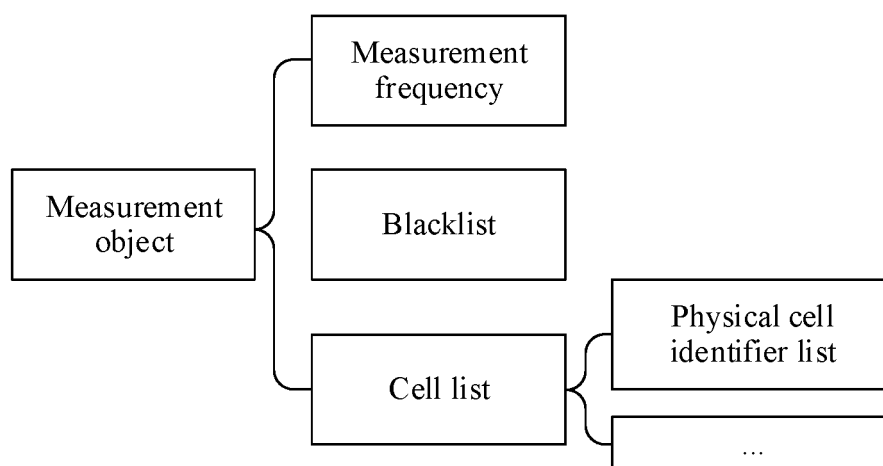 Measurement
frequency
Measurement
object
Blacklist
Cell list
Physical cell
identifier list
...